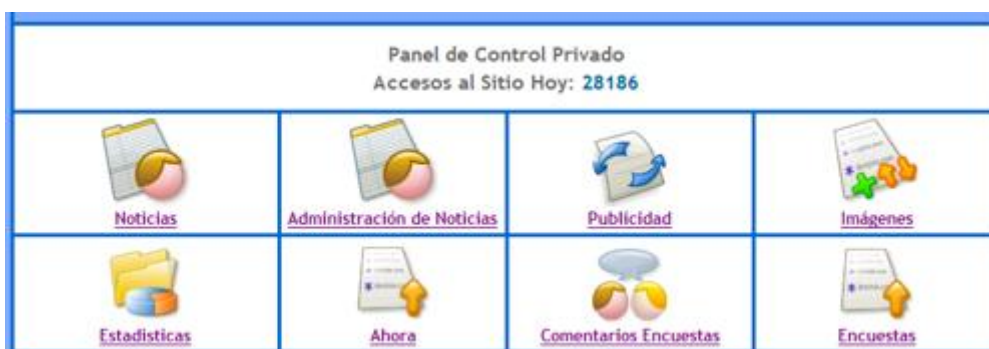 Panel de Control Privado
Accesos al Sitio Hoy: 28186
Noticias
Administración de Noticias
Publicidad
Imágenes
Estadisticas
Ahora
Comentarios Encuestas
Encuestas